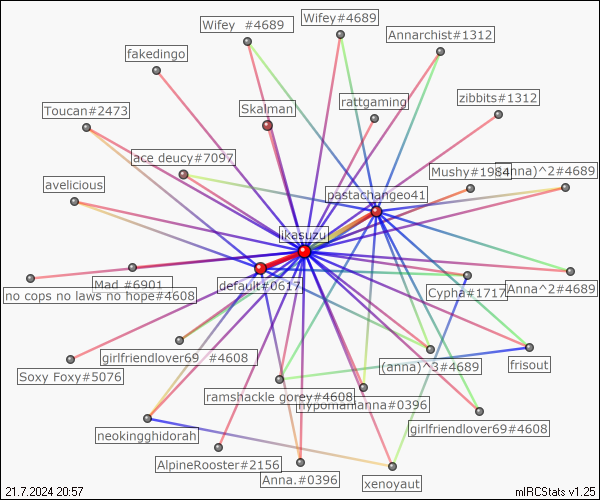 Wifey #4689
Wifey#4689
Annarchist#1312
fakedingo
zibbits#1312
rattgaming
Toucan#2473
Skalman
ace deucy#7097
Mushy#1984
nna)^2#4689
avelicious
pastachangeo41
ikasuzu
Mad #6901
default#0617
Cypha#1717
Anna^2#4689
no cops no laws no hope#4608
girlfriendlover69 #4608
(anna)^3#4689
frisout
Soxy Foxy#5076
ramshackle gorey#4608
hypomanianna#0396
girlfriendlover69#4608
neokingghidorah
AlpineRooster#2156
Anna.#0396
xenoyaut
21.7.2024 20:57
mIRCStats v1.25